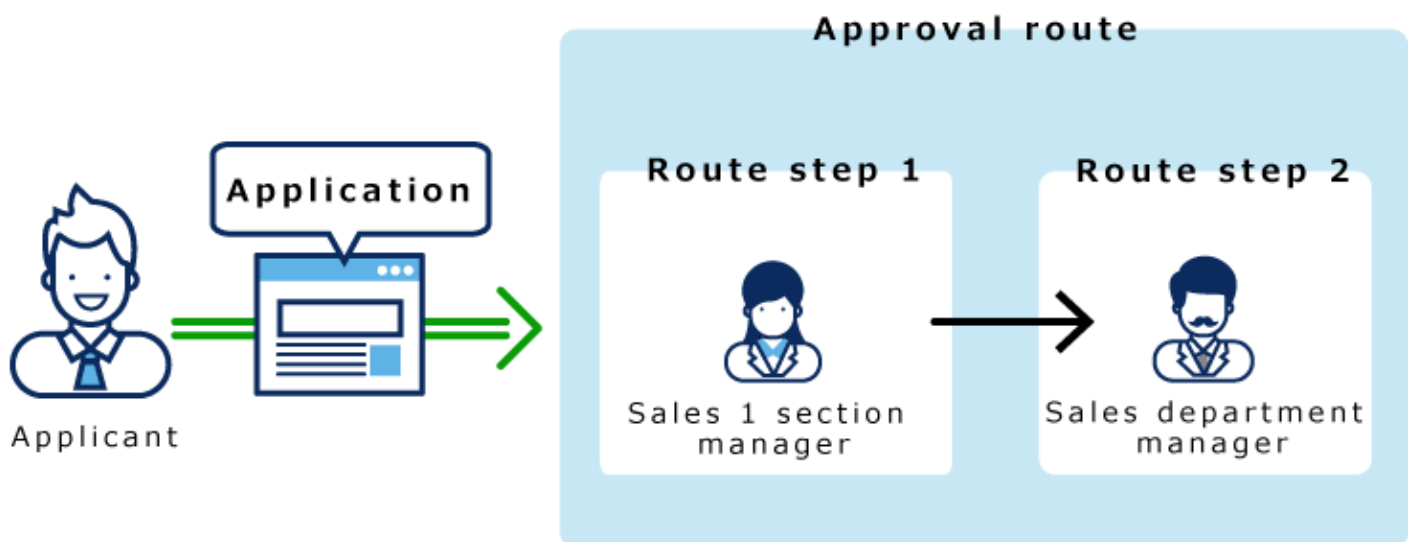 Approval route
Application
Route step 1
Route step 2
Applicant
Sales 1 section
manager
Sales department
manager